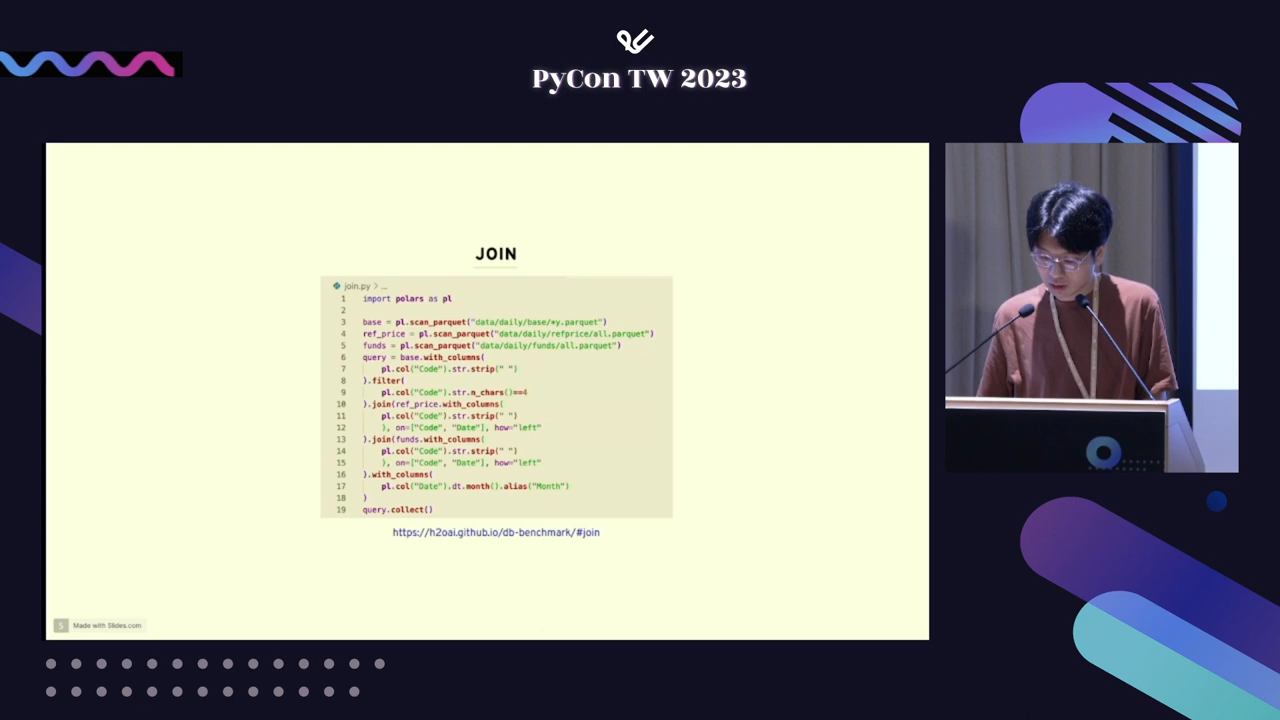 PyCon TW 2023
JOIN
join.py > ...
1 import polars as pl
2
3 base = pl.scan_parquet("data/daily/base/*y.parquet")
4 ref_price = pl.scan_parquet("data/daily/refprice/all.parquet")
5 funds = pl.scan_parquet("data/daily/funds/all.parquet")
6 query = base.with_columns(
7 pl.col("Code").str.strip(" ")
8 ).filter(
9 pl.col("Code").str.n_chars()==4
10 ).join(ref_price.with_columns(
11 pl.col("Code").str.strip(" ")
12 ), on=["Code", "Date"], how="left"
13 ).join(funds.with_columns(
14 pl.col("Code").str.strip(" ")
15 ), on=["Code", "Date"], how="left"
16 ).with_columns(
17 pl.col("Date").dt.month().alias("Month")
18 )
19 query.collect()
https://h2oai.github.io/db-benchmark/#join
S Made with Slides.com